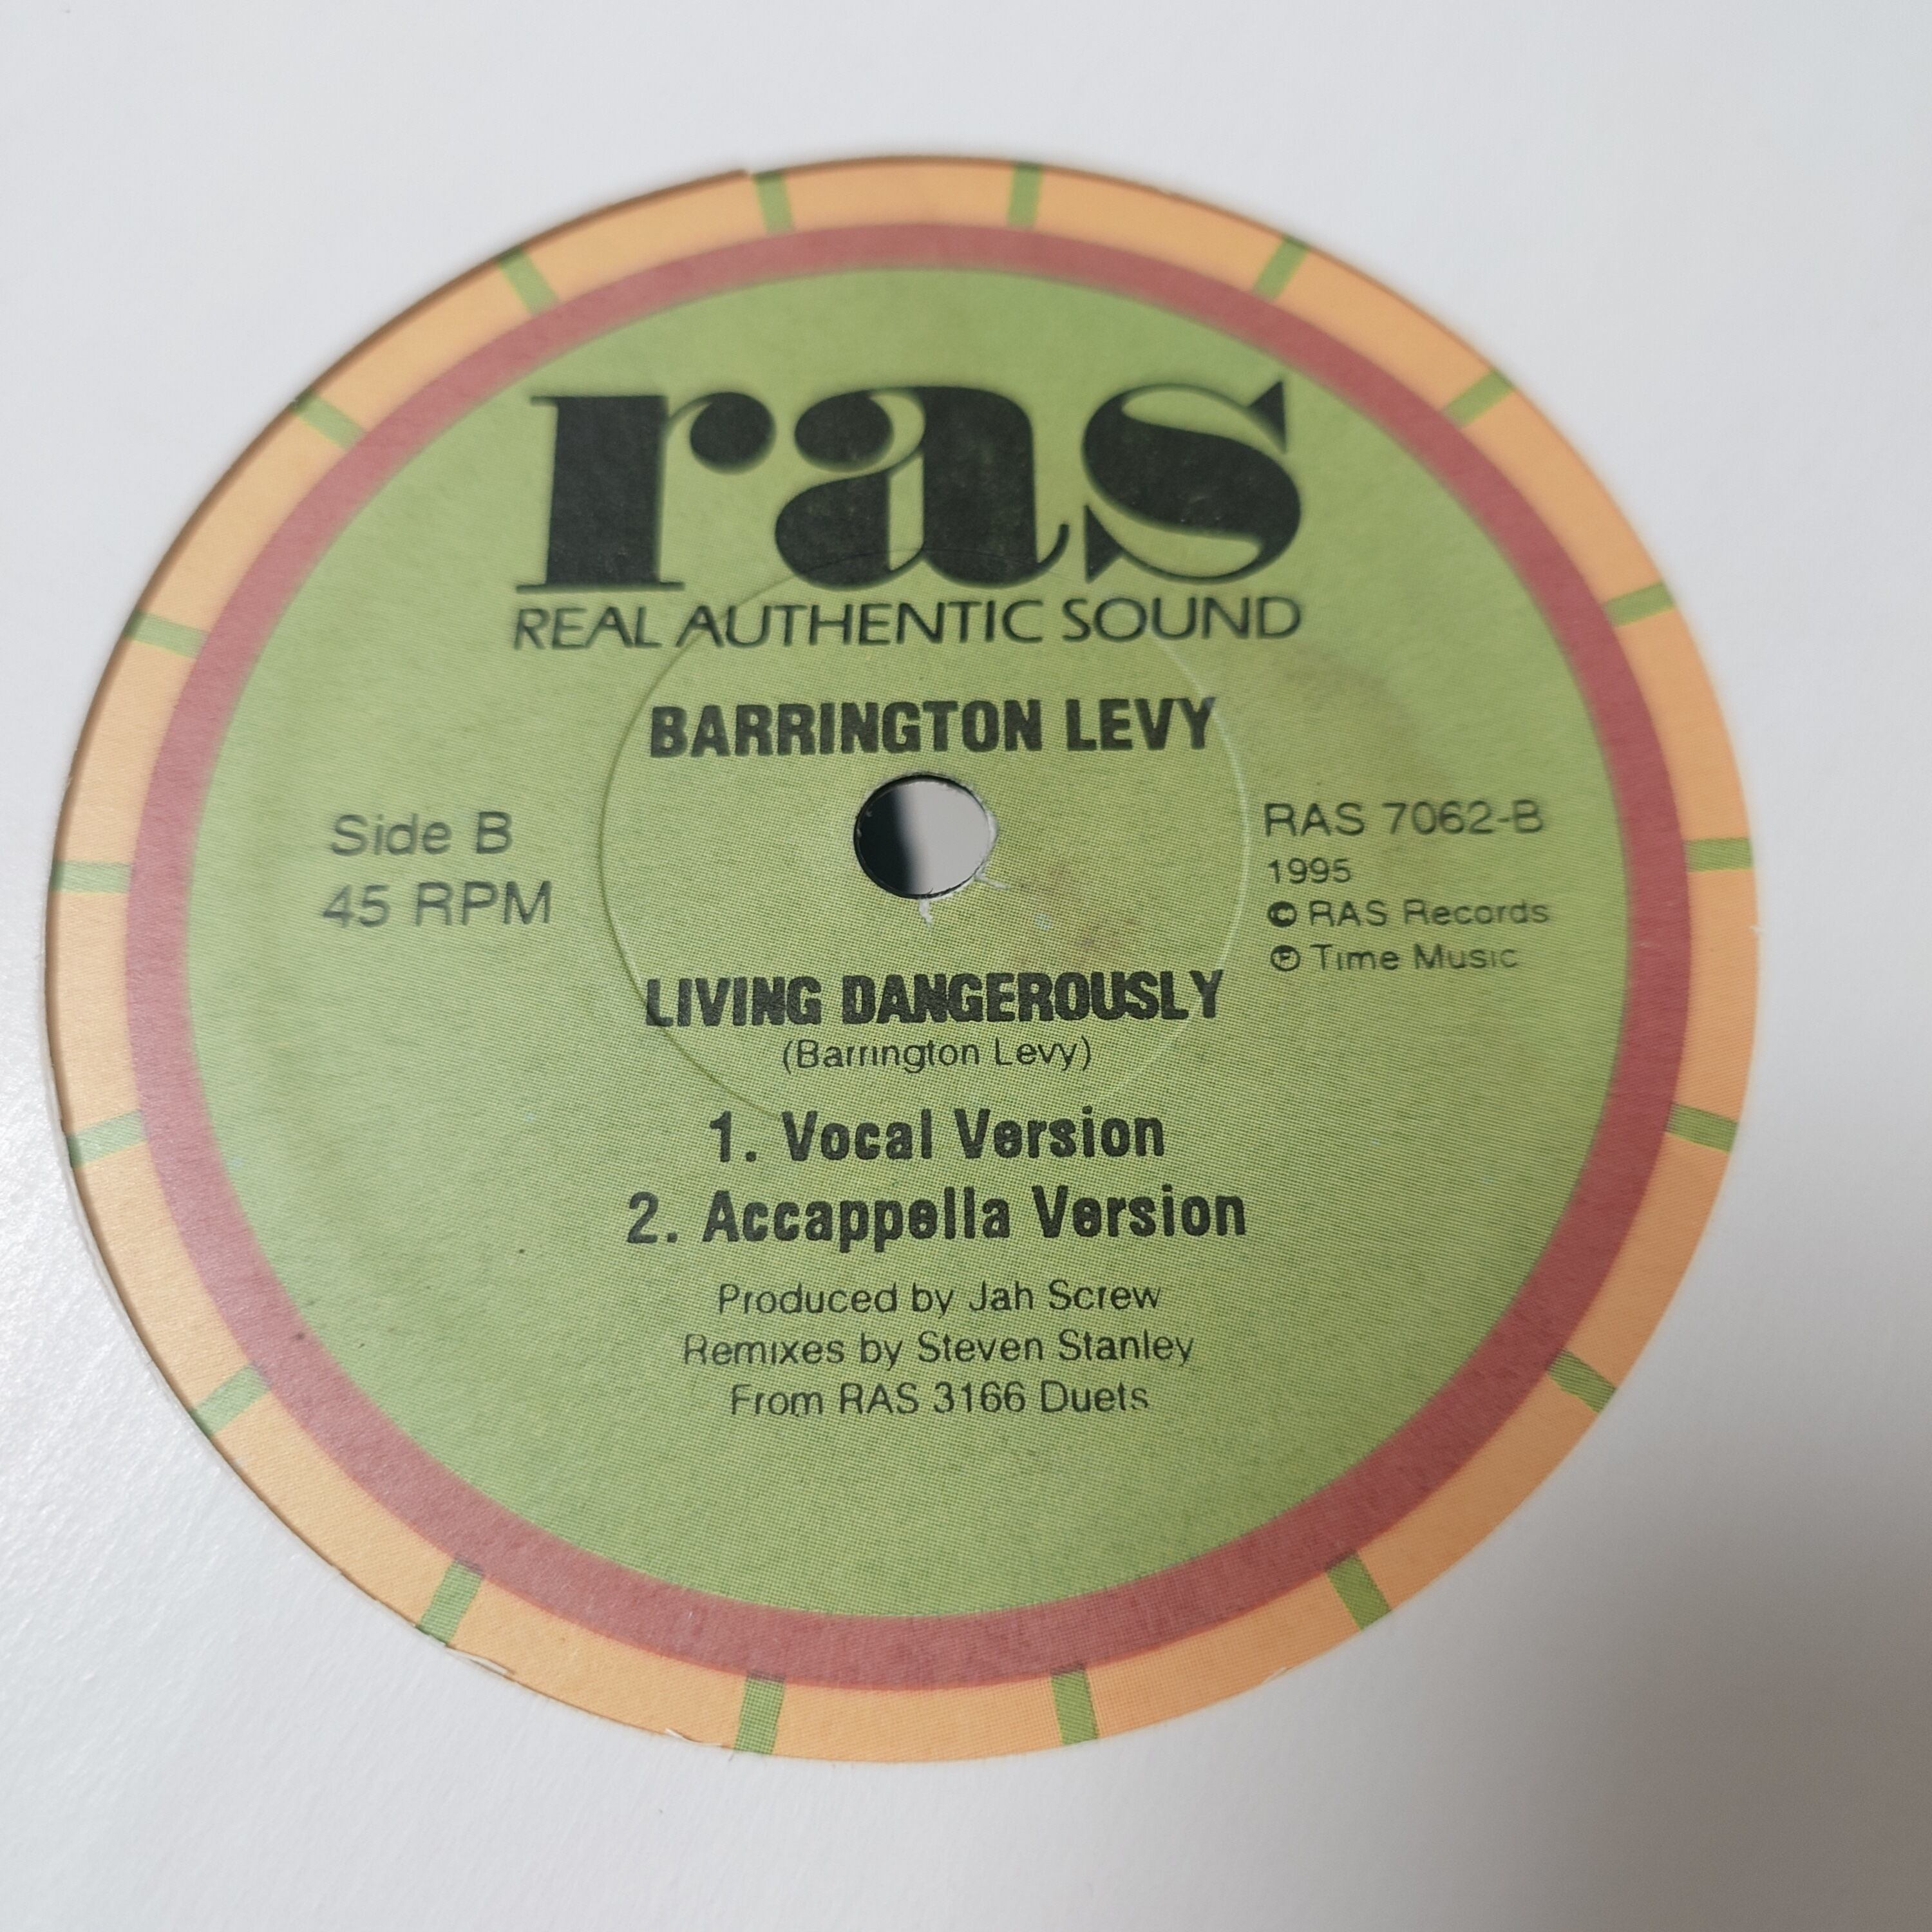 ras
REAL AUTHENTIC SOUND
BARRINGTON LEVY
Side B
45 RPM
RAS 7062-B
1995
© RAS Records
℗ Time Music
LIVING DANGEROUSLY
(Barrington Levy)
1. Vocal Version
2. Accappella Version
Produced by Jah Screw
Remixes by Steven Stanley
From RAS 3166 Duets